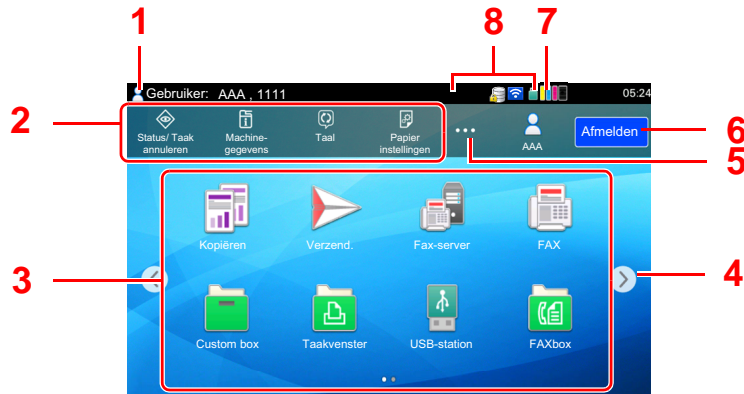 1
8
7
Gebruiker: AAA , 1111
05:24
2
Status/ Taak
annuleren
Machine-
gegevens
Taal
Papier
instellingen
...
AAA
Afmelden
6
5
Kopiëren
Verzend.
Fax-server
FAX
3
4
Custom box
Taakvenster
USB-station
FAXbox